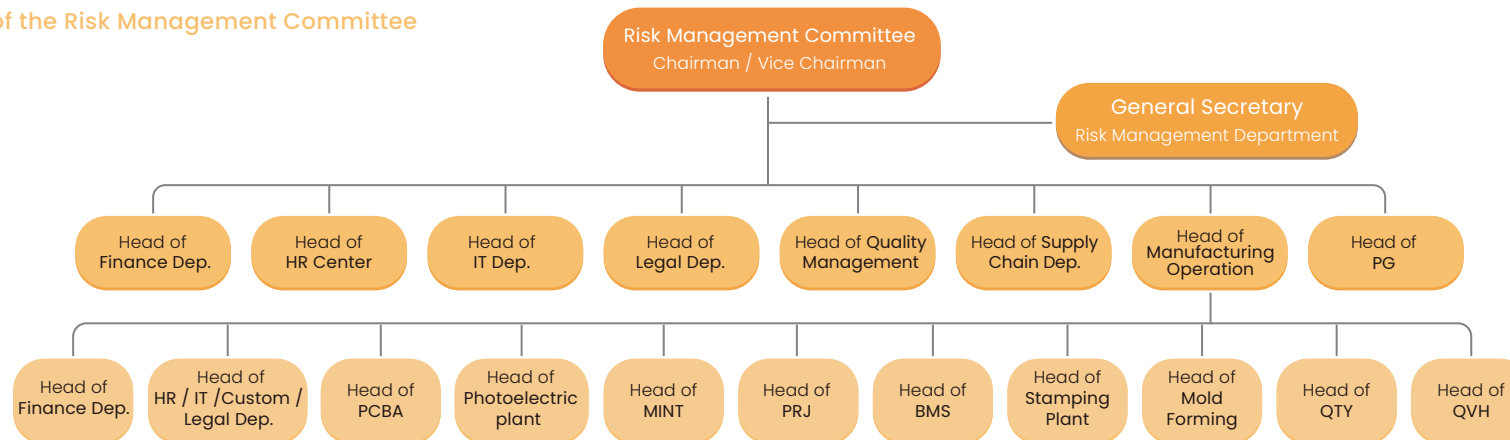 of the Risk Management Committee
Risk Management Committee
Chairman / Vice Chairman
General Secretary
Risk Management Department
Head of
Finance Dep.
Head of
HR Center
Head of
IT Dep.
Head of
Legal Dep.
Head of Quality
Management
Head of Supply
Chain Dep.
Head of
Manufacturing
Operation
Head of
PG
Head of
Finance Dep.
Head of
HR / IT /Custom /
Legal Dep.
Head of
PCBA
Head of
Photoelectric
plant
Head of
MINT
Head of
PRJ
Head of
BMS
Head of
Stamping
Plant
Head of
Mold
Forming
Head of
QTY
Head of
QVH